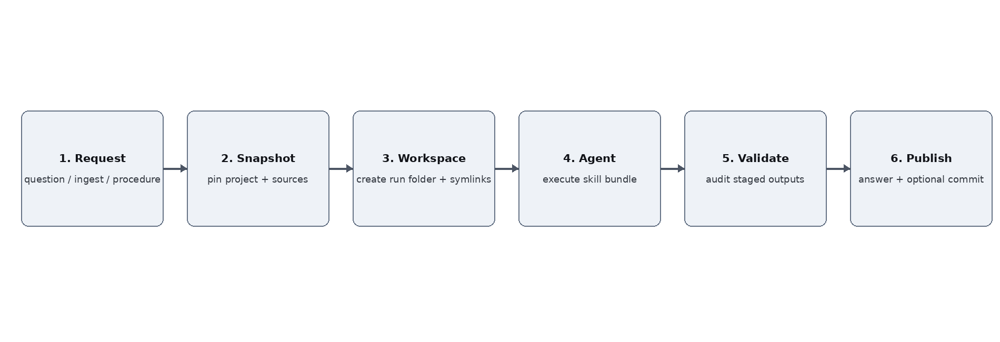 1. Request
question / ingest / procedure
2. Snapshot
pin project + sources
3. Workspace
create run folder + symlinks
4. Agent
execute skill bundle
5. Validate
audit staged outputs
6. Publish
answer + optional commit